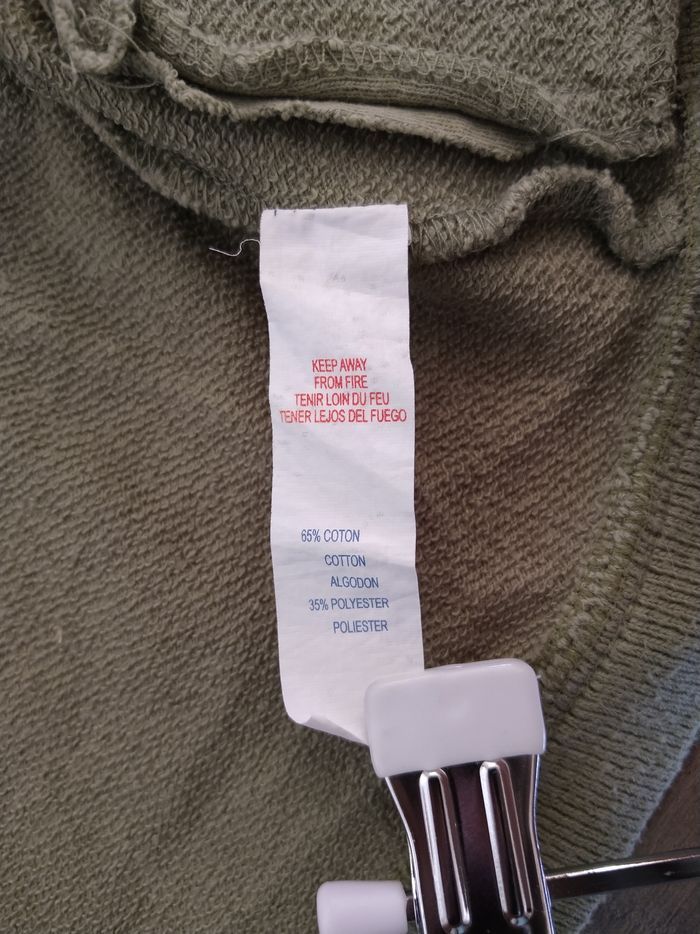 KEEP AWAY
FROM FIRE
TENIR LOIN DU FEU
TENER LEJOS DEL FUEGO
65% COTON
COTTON
ALGODON
35% POLYESTER
POLIESTER